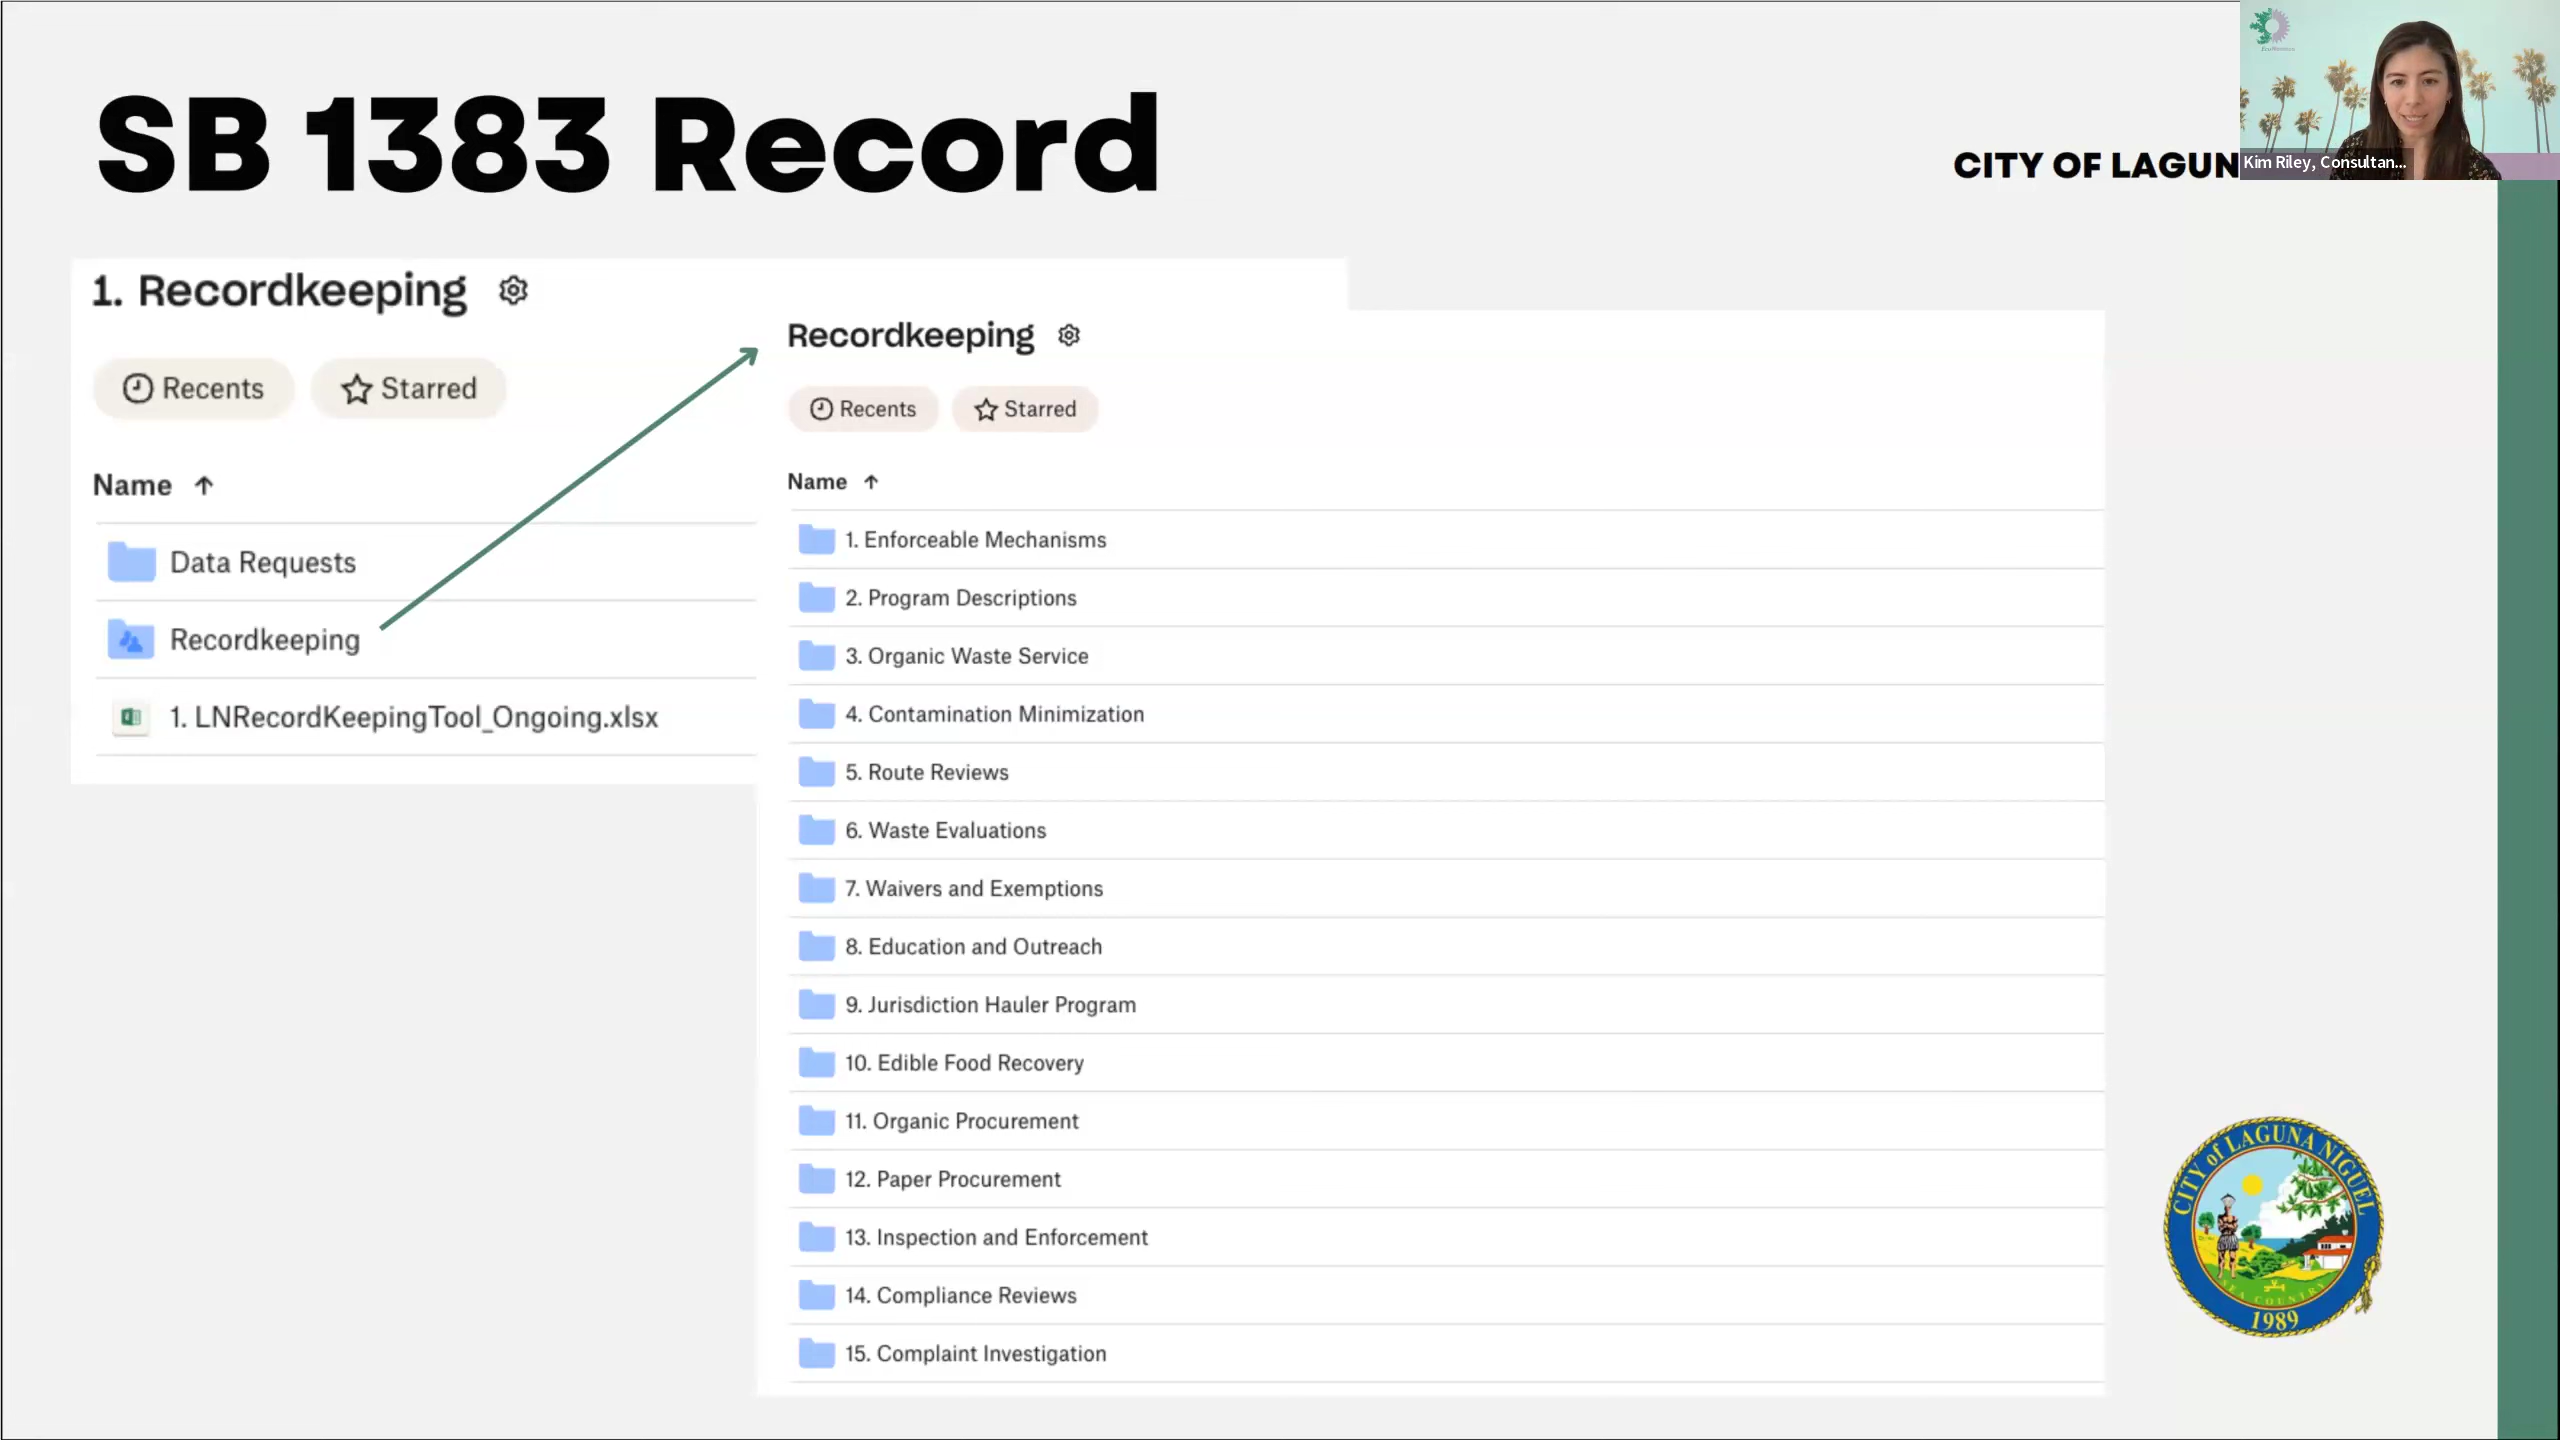 SB 1383 Record
CITY OF LAGUN
Kim Riley, Consultan...
1. Recordkeeping
Recents
Starred
Name ↑
Data Requests
Recordkeeping
1. LNRecordKeepingTool_Ongoing.xlsx
Recordkeeping
Recents
Starred
Name ↑
1. Enforceable Mechanisms
2. Program Descriptions
3. Organic Waste Service
4. Contamination Minimization
5. Route Reviews
6. Waste Evaluations
7. Waivers and Exemptions
8. Education and Outreach
9. Jurisdiction Hauler Program
10. Edible Food Recovery
11. Organic Procurement
12. Paper Procurement
13. Inspection and Enforcement
14. Compliance Reviews
15. Complaint Investigation
CITY of LAGUNA NIGUEL
SEA COUNTRY
1989